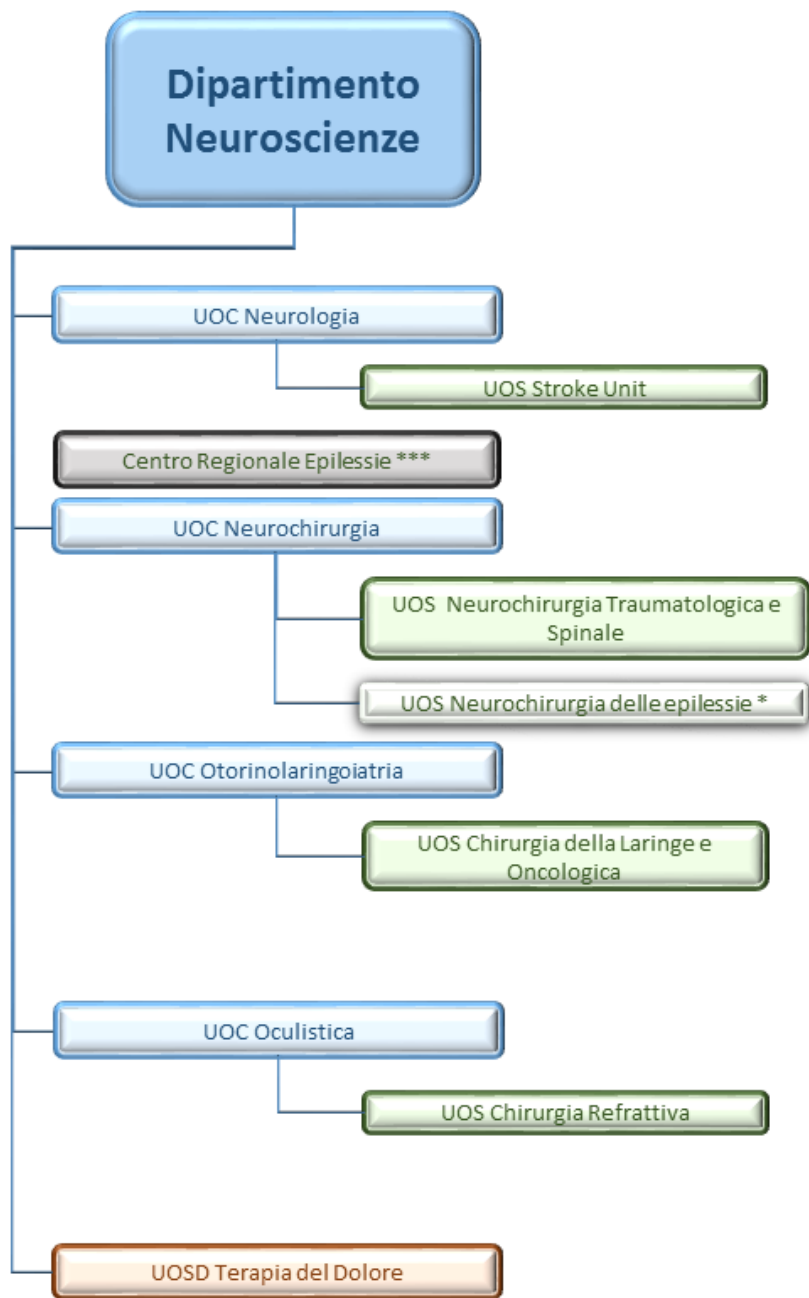 Dipartimento
Neuroscienze
UOC Neurologia
UOS Stroke Unit
Centro Regionale Epilessie ***
UOC Neurochirurgia
UOS Neurochirurgia Traumatologica e
Spinale
UOS Neurochirurgia delle epilessie *
UOC Otorinolaringoiatria
UOS Chirurgia della Laringe e
Oncologica
UOC Oculistica
UOS Chirurgia Refrattiva
UOSD Terapia del Dolore